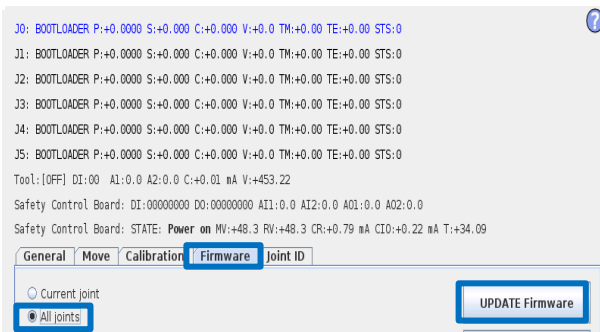 J0: BOOTLOADER P:+0.0000 S:+0.000 C:+0.000 V:+0.0 TM:+0.00 TE:+0.00 STS:0
?
J1: BOOTLOADER P:+0.0000 S:+0.000 C:+0.000 V:+0.0 TM:+0.00 TE:+0.00 STS:0
J2: BOOTLOADER P:+0.0000 S:+0.000 C:+0.000 V:+0.0 TM:+0.00 TE:+0.00 STS:0
J3: BOOTLOADER P:+0.0000 S:+0.000 C:+0.000 V:+0.0 TM:+0.00 TE:+0.00 STS:0
J4: BOOTLOADER P:+0.0000 S:+0.000 C:+0.000 V:+0.0 TM:+0.00 TE:+0.00 STS:0
J5: BOOTLOADER P:+0.0000 S:+0.000 C:+0.000 V:+0.0 TM:+0.00 TE:+0.00 STS:0
Tool:[OFF] DI:00 A1:0.0 A2:0.0 C:+0.01 mA V:+453.22
Safety Control Board: DI:00000000 DO:00000000 AI1:0.0 AI2:0.0 AO1:0.0 AO2:0.0
Safety Control Board: STATE: Power on MV:+48.3 RV:+48.3 CR:+0.79 mA CIO:+0.22 mA T:+34.09
General Move Calibration Firmware Joint ID
Current joint
All joints
UPDATE Firmware